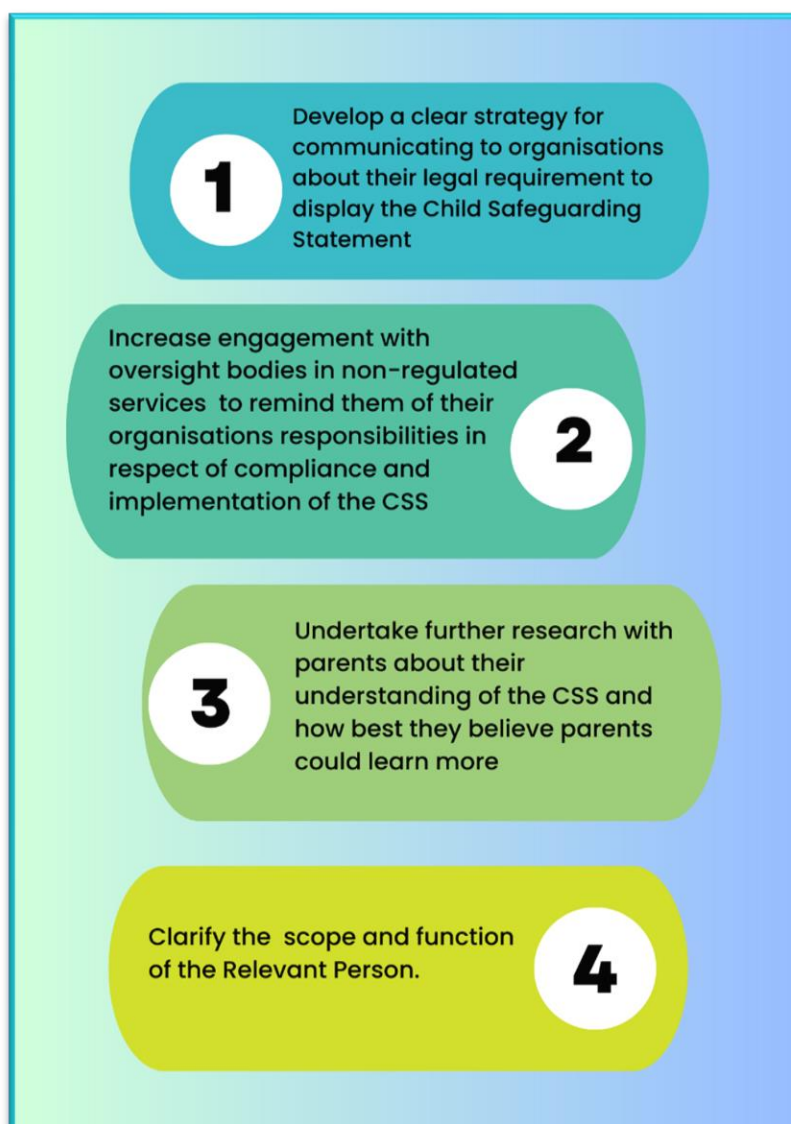 1
Develop a clear strategy for
communicating to organisations
about their legal requirement to
display the Child Safeguarding
Statement
Increase engagement with
oversight bodies in non-regulated
services  to remind them of their
organisations responsibilities in
respect of compliance and
implementation of the CSS
2
3
Undertake further research with
parents about their
understanding of the CSS and
how best they believe parents
could learn more
Clarify the  scope and function
of the Relevant Person.
4